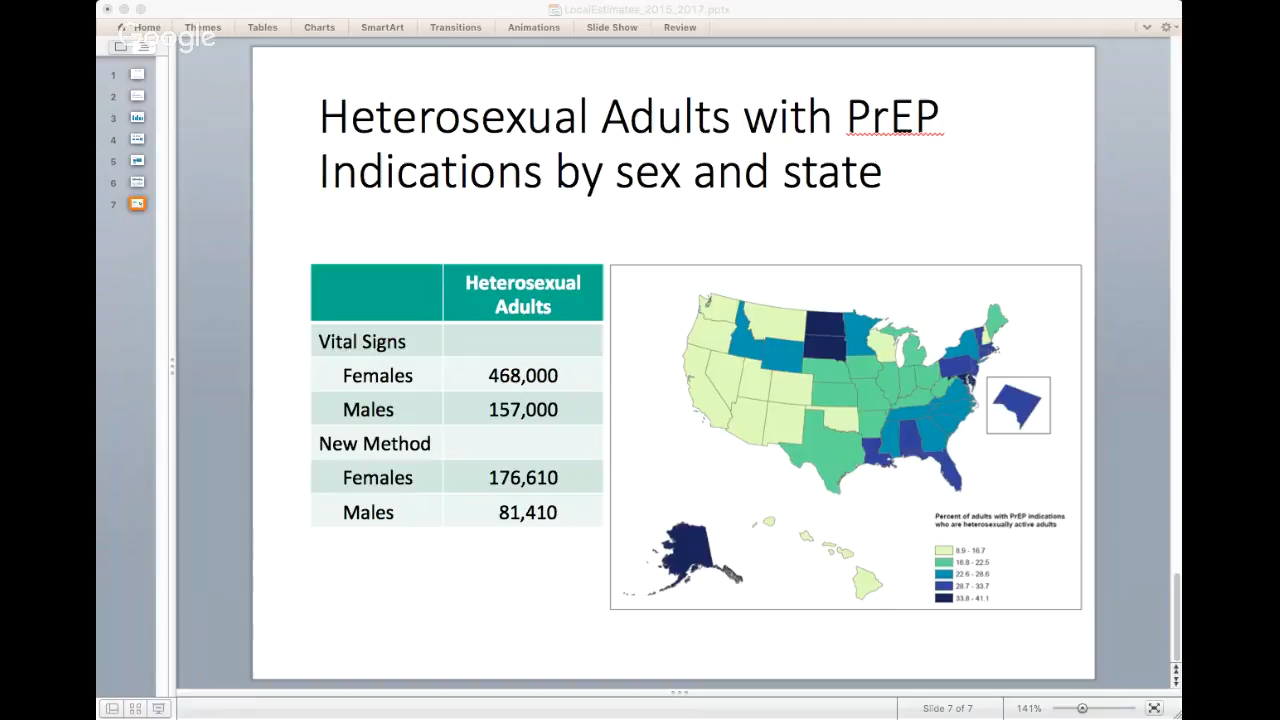 LocalEstimates_2015_2017.pptx
Home Themes Tables Charts SmartArt Transitions Animations Slide Show Review
Google
1
2
3
4
5
6
7
Heterosexual Adults with PrEP
Indications by sex and state
Heterosexual
Adults
Vital Signs
Females 468,000
Males 157,000
New Method
Females 176,610
Males 81,410
Percent of adults with PrEP indications
who are heterosexually active adults
8.9 - 16.7
16.8 - 22.5
22.6 - 28.6
28.7 - 33.7
33.8 - 41.1
Slide 7 of 7 141%